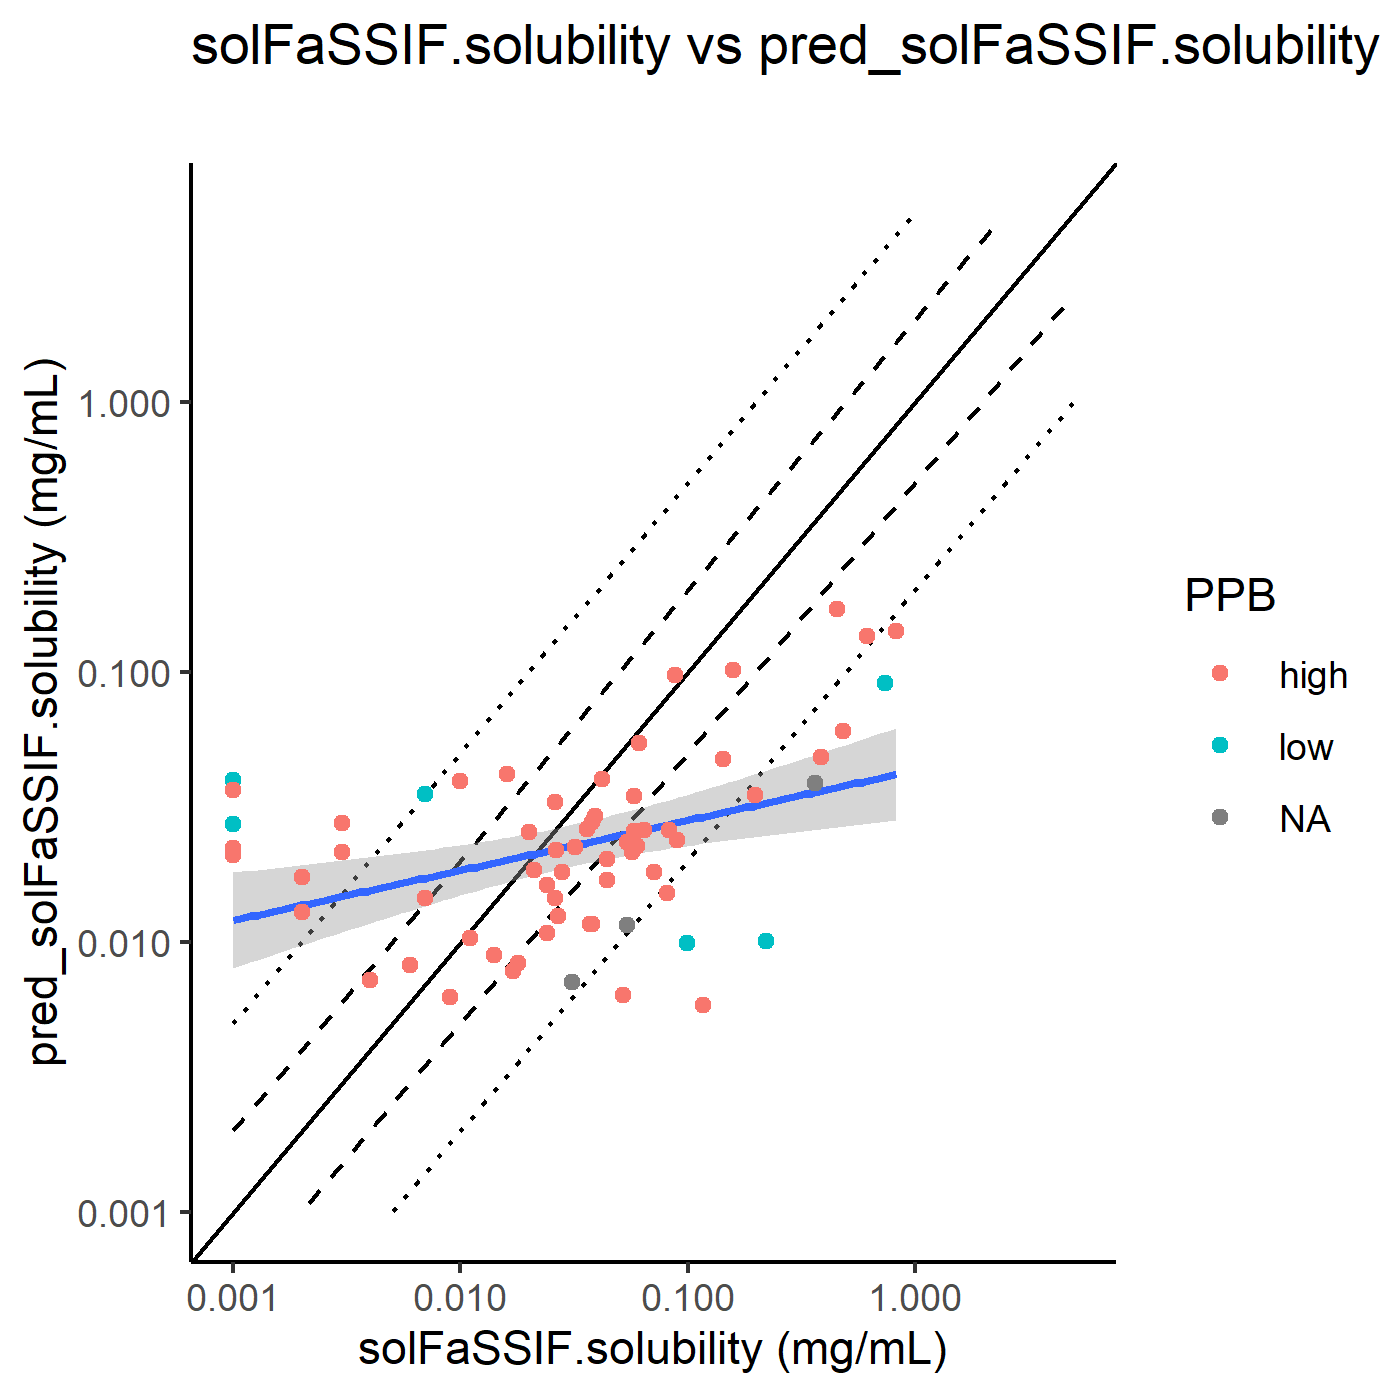 solFaSSIF.solubility vs pred_solFaSSIF.solubility
pred_solFaSSIF.solubility (mg/mL)
1.000
0.100
0.010
0.001
0.001
0.010
0.100
1.000
solFaSSIF.solubility (mg/mL)
PPB
high
low
NA